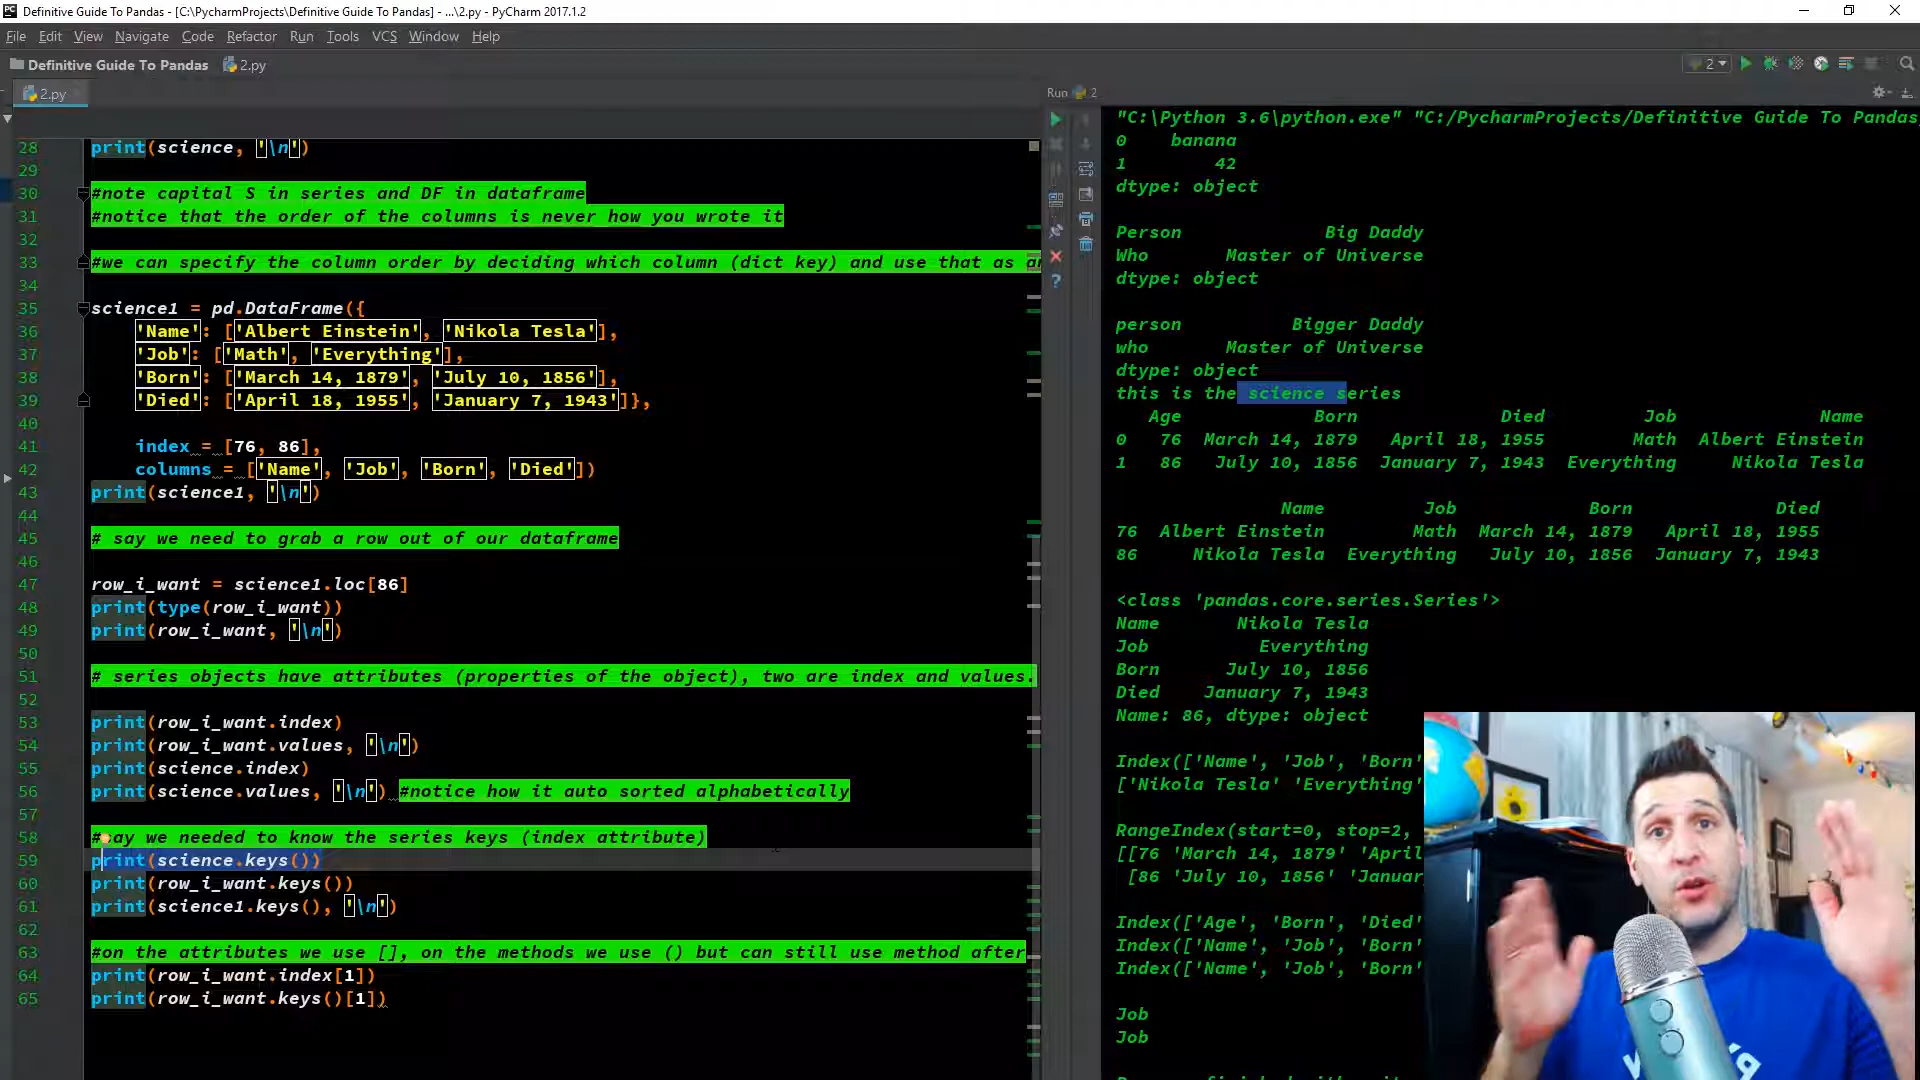 Definitive Guide To Pandas - [C:\PycharmProjects\Definitive Guide To Pandas] - ...\2.py - PyCharm 2017.1.2
File Edit View Navigate Code Refactor Run Tools VCS Window Help
Definitive Guide To Pandas 2.py
2
2.py
28 print(science, '\n')
29
30 #note capital S in series and DF in dataframe
31 #notice that the order of the columns is never how you wrote it
32
33 #we can specify the column order by deciding which column (dict key) and use that as
34
35 science1 = pd.DataFrame({
36 'Name': ['Albert Einstein', 'Nikola Tesla'],
37 'Job': ['Math', 'Everything'],
38 'Born': ['March 14, 1879', 'July 10, 1856'],
39 'Died': ['April 18, 1955', 'January 7, 1943']},
40
41 index = [76, 86],
42 columns = ['Name', 'Job', 'Born', 'Died'])
43 print(science1, '\n')
44
45 # say we need to grab a row out of our dataframe
46
47 row_i_want = science1.loc[86]
48 print(type(row_i_want))
49 print(row_i_want, '\n')
50
51 # series objects have attributes (properties of the object), two are index and values.
52
53 print(row_i_want.index)
54 print(row_i_want.values, '\n')
55 print(science.index)
56 print(science.values, '\n') #notice how it auto sorted alphabetically
57
58 #say we needed to know the series keys (index attribute)
59 print(science.keys())
60 print(row_i_want.keys())
61 print(science1.keys(), '\n')
62
63 #on the attributes we use [], on the methods we use () but can still use method after
64 print(row_i_want.index[1])
65 print(row_i_want.keys()[1])
Run 2
"C:\Python 3.6\python.exe" "C:/PycharmProjects/Definitive Guide To Pandas
0 banana
1 42
dtype: object
Person Big Daddy
Who Master of Universe
dtype: object
person Bigger Daddy
who Master of Universe
dtype: object
this is the science series
Age Born Died Job Name
0 76 March 14, 1879 April 18, 1955 Math Albert Einstein
1 86 July 10, 1856 January 7, 1943 Everything Nikola Tesla
Name Job Born Died
76 Albert Einstein Math March 14, 1879 April 18, 1955
86 Nikola Tesla Everything July 10, 1856 January 7, 1943
<class 'pandas.core.series.Series'>
Name Nikola Tesla
Job Everything
Born July 10, 1856
Died January 7, 1943
Name: 86, dtype: object
Index(['Name', 'Job', 'Born'
['Nikola Tesla' 'Everything'
RangeIndex(start=0, stop=2,
[[76 'March 14, 1879' 'April
[86 'July 10, 1856' 'Januar
Index(['Age', 'Born', 'Died'
Index(['Name', 'Job', 'Born'
Index(['Name', 'Job', 'Born'
Job
Job